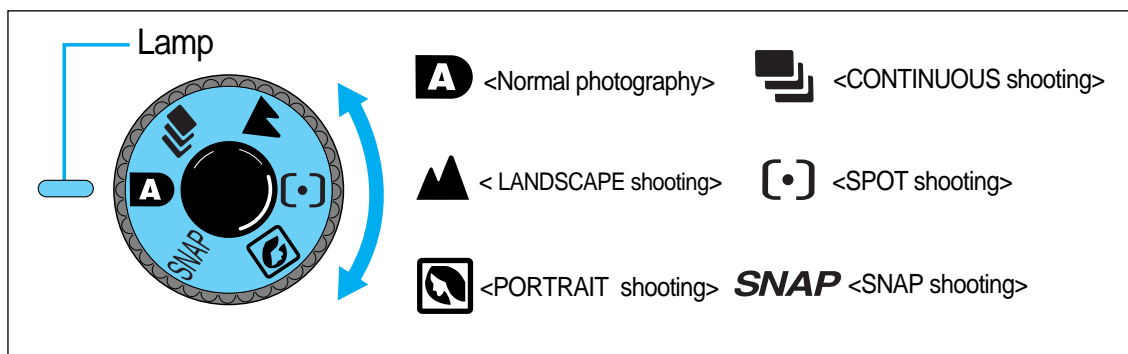 Lamp
A
SNAP
A <Normal photography>
<CONTINUOUS shooting>
< LANDSCAPE shooting>
<SPOT shooting>
<PORTRAIT shooting>
SNAP <SNAP shooting>